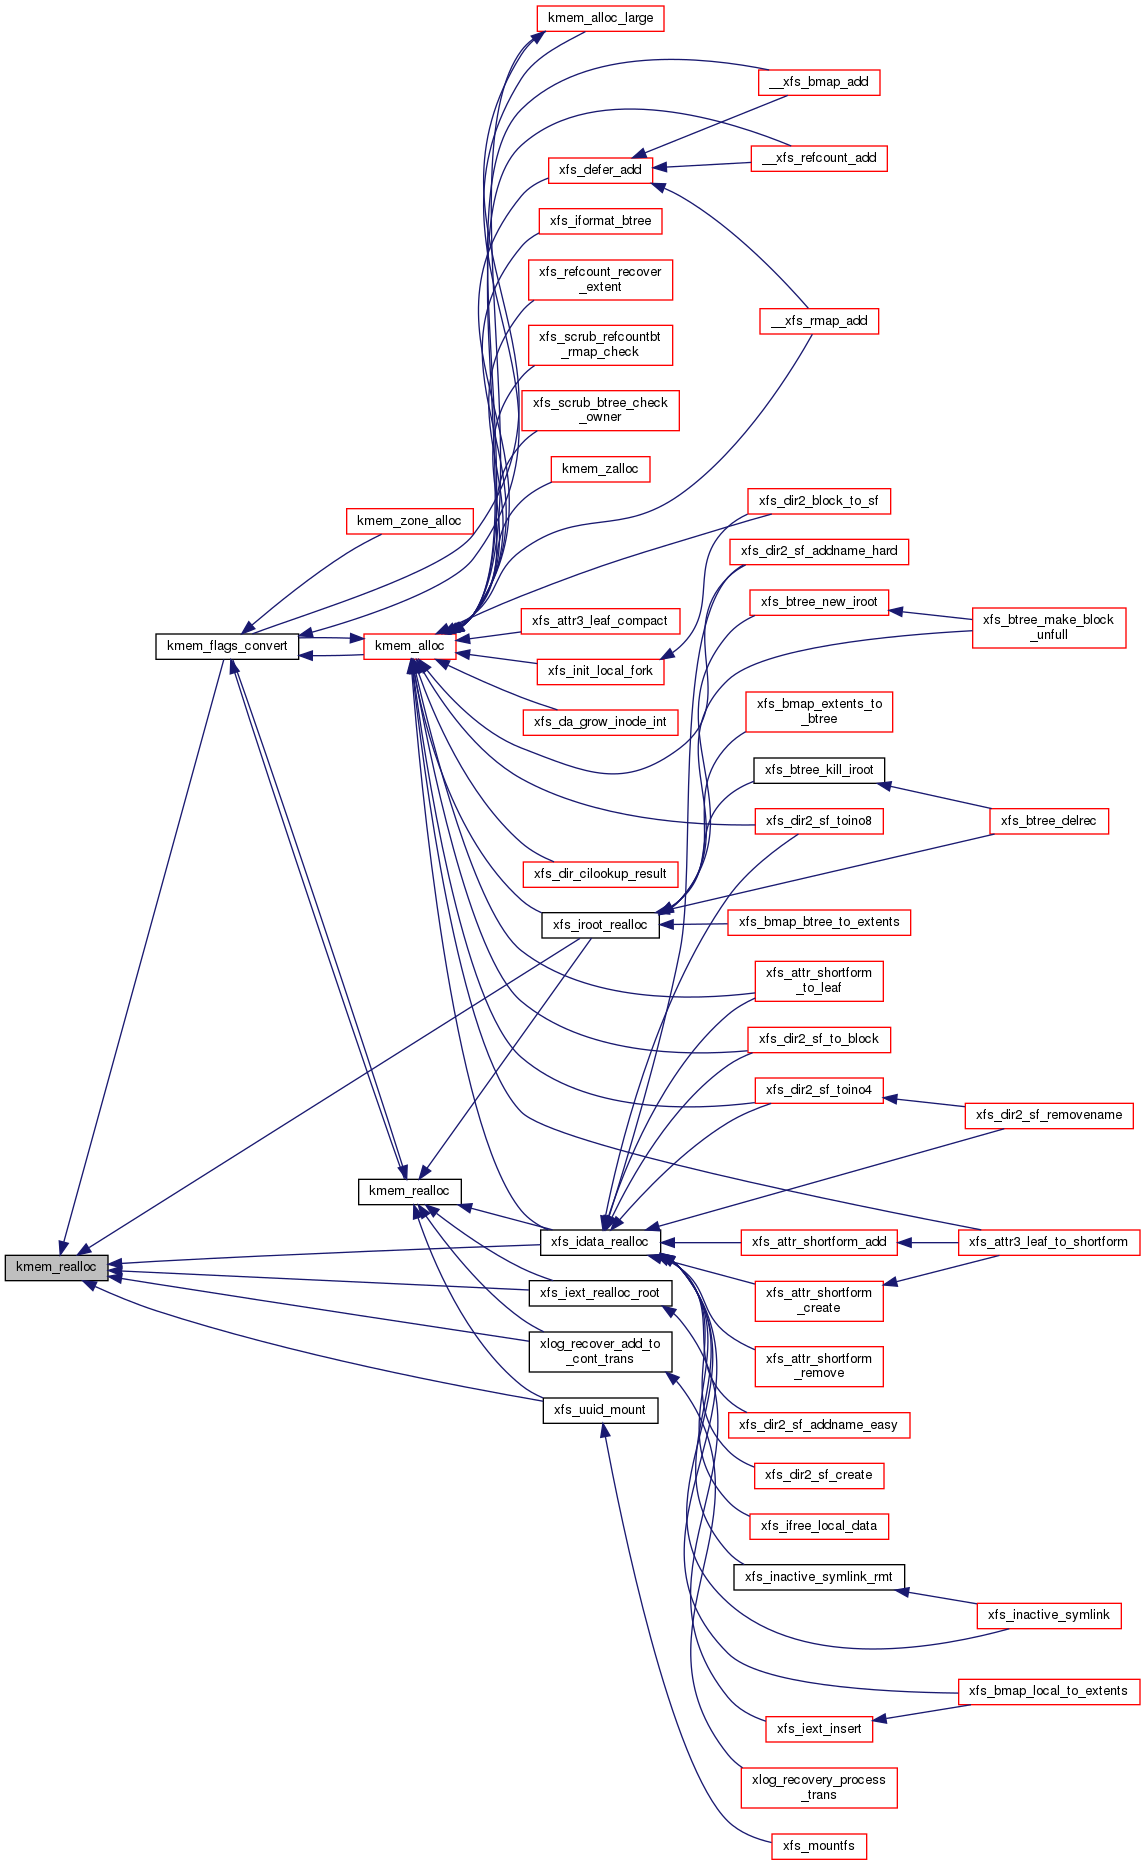 kmem_alloc_large
__xfs_bmap_add
__xfs_refcount_add
xfs_defer_add
xfs_iformat_btree
xfs_refcount_recover
_extent
__xfs_rmap_add
xfs_scrub_refcountbt
_rmap_check
xfs_scrub_btree_check
_owner
kmem_zalloc
xfs_dir2_block_to_sf
kmem_zone_alloc
xfs_dir2_sf_addname_hard
xfs_btree_new_iroot
xfs_attr3_leaf_compact
xfs_btree_make_block
_unfull
kmem_flags_convert
kmem_alloc
xfs_init_local_fork
xfs_bmap_extents_to
_btree
xfs_da_grow_inode_int
xfs_btree_kill_iroot
xfs_dir2_sf_toino8
xfs_btree_delrec
xfs_dir_cilookup_result
xfs_iroot_realloc
xfs_bmap_btree_to_extents
xfs_attr_shortform
_to_leaf
xfs_dir2_sf_to_block
xfs_dir2_sf_toino4
xfs_dir2_sf_removename
kmem_realloc
xfs_idata_realloc
xfs_attr_shortform_add
xfs_attr3_leaf_to_shortform
kmem_realloc
xfs_iext_realloc_root
xfs_attr_shortform
_create
xlog_recover_add_to
_cont_trans
xfs_attr_shortform
_remove
xfs_uuid_mount
xfs_dir2_sf_addname_easy
xfs_dir2_sf_create
xfs_ifree_local_data
xfs_inactive_symlink_rmt
xfs_inactive_symlink
xfs_bmap_local_to_extents
xfs_iext_insert
xlog_recovery_process
_trans
xfs_mountfs